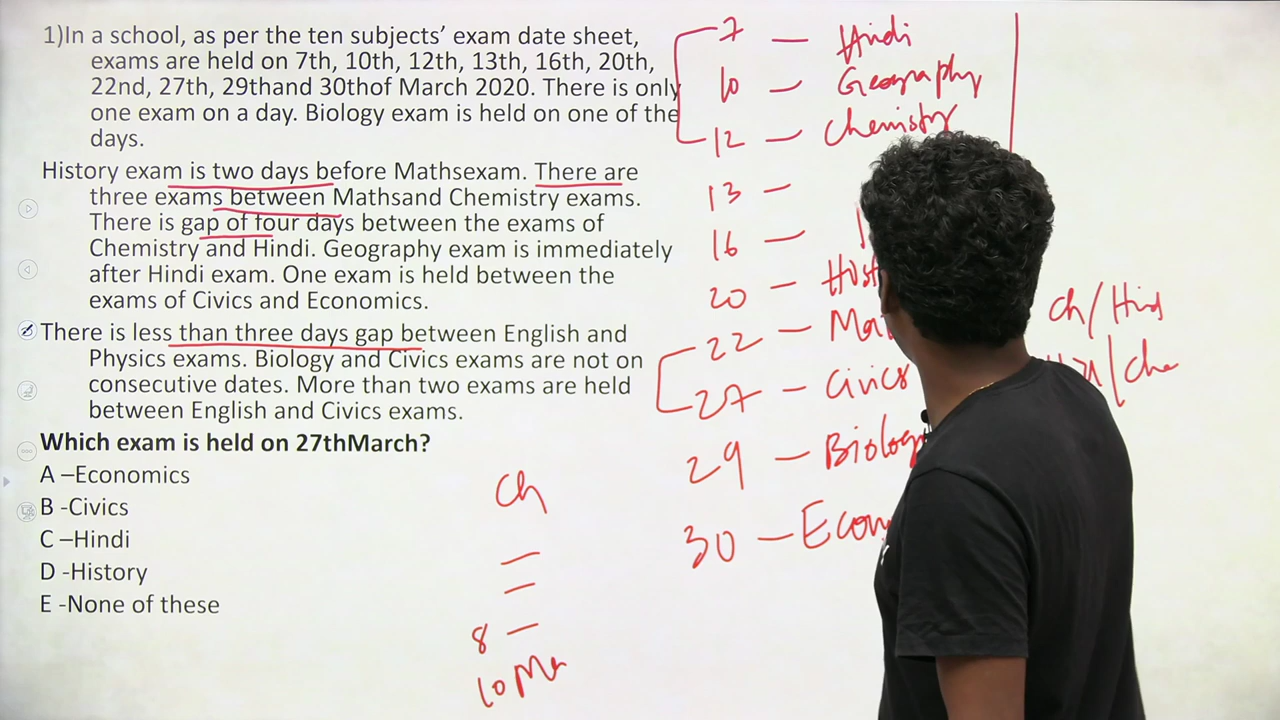 1)In a school, as per the ten subjects’ exam date sheet,
exams are held on 7th, 10th, 12th, 13th, 16th, 20th,
22nd, 27th, 29thand 30thof March 2020. There is only
one exam on a day. Biology exam is held on one of the
days.
History exam is two days before Mathsexam. There are
three exams between Mathsand Chemistry exams.
There is gap of four days between the exams of
Chemistry and Hindi. Geography exam is immediately
after Hindi exam. One exam is held between the
exams of Civics and Economics.
There is less than three days gap between English and
Physics exams. Biology and Civics exams are not on
consecutive dates. More than two exams are held
between English and Civics exams.
Which exam is held on 27thMarch?
A –Economics
B -Civics
C –Hindi
D -History
E -None of these
Ch
8 —
10 Ma
7 — Hindi
10 — Geography
12 — Chemistry
13 —
16 —
20 — Hist
22 — Ma
27 — Civics
29 — Biology
30 — Econ
Ch/Hind
/Che